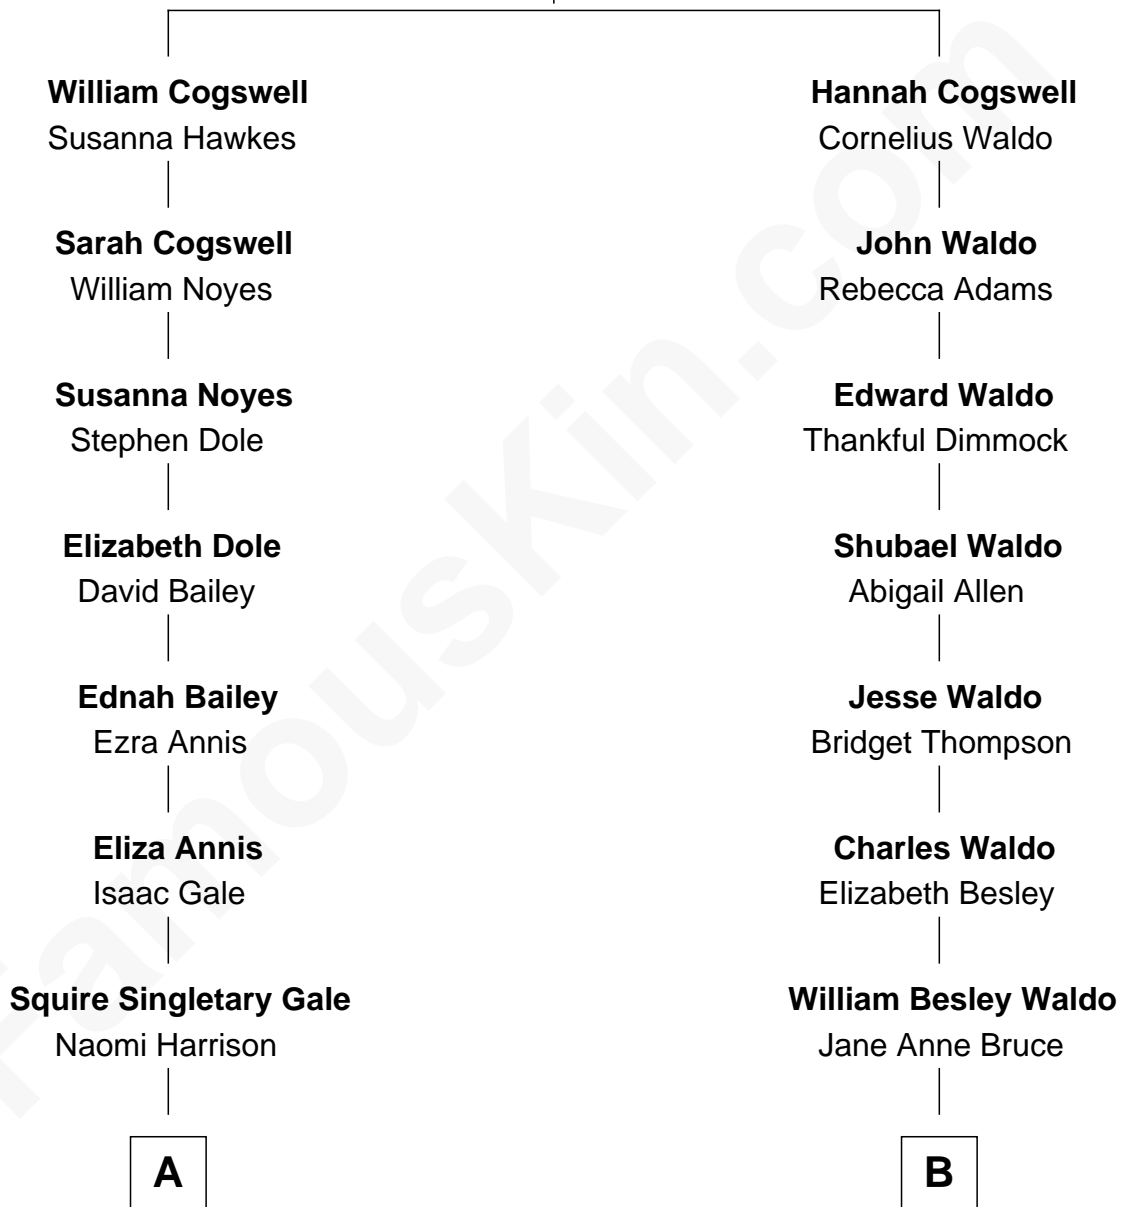 William Cogswell
Susanna Hawkes
Sarah Cogswell
William Noyes
Susanna Noyes
Stephen Dole
Elizabeth Dole
David Bailey
Ednah Bailey
Ezra Annis
Eliza Annis
Isaac Gale
Squire Singletary Gale
Naomi Harrison
A
Hannah Cogswell
Cornelius Waldo
John Waldo
Rebecca Adams
Edward Waldo
Thankful Dimmock
Shubael Waldo
Abigail Allen
Jesse Waldo
Bridget Thompson
Charles Waldo
Elizabeth Besley
William Besley Waldo
Jane Anne Bruce
B
FamousKin.com